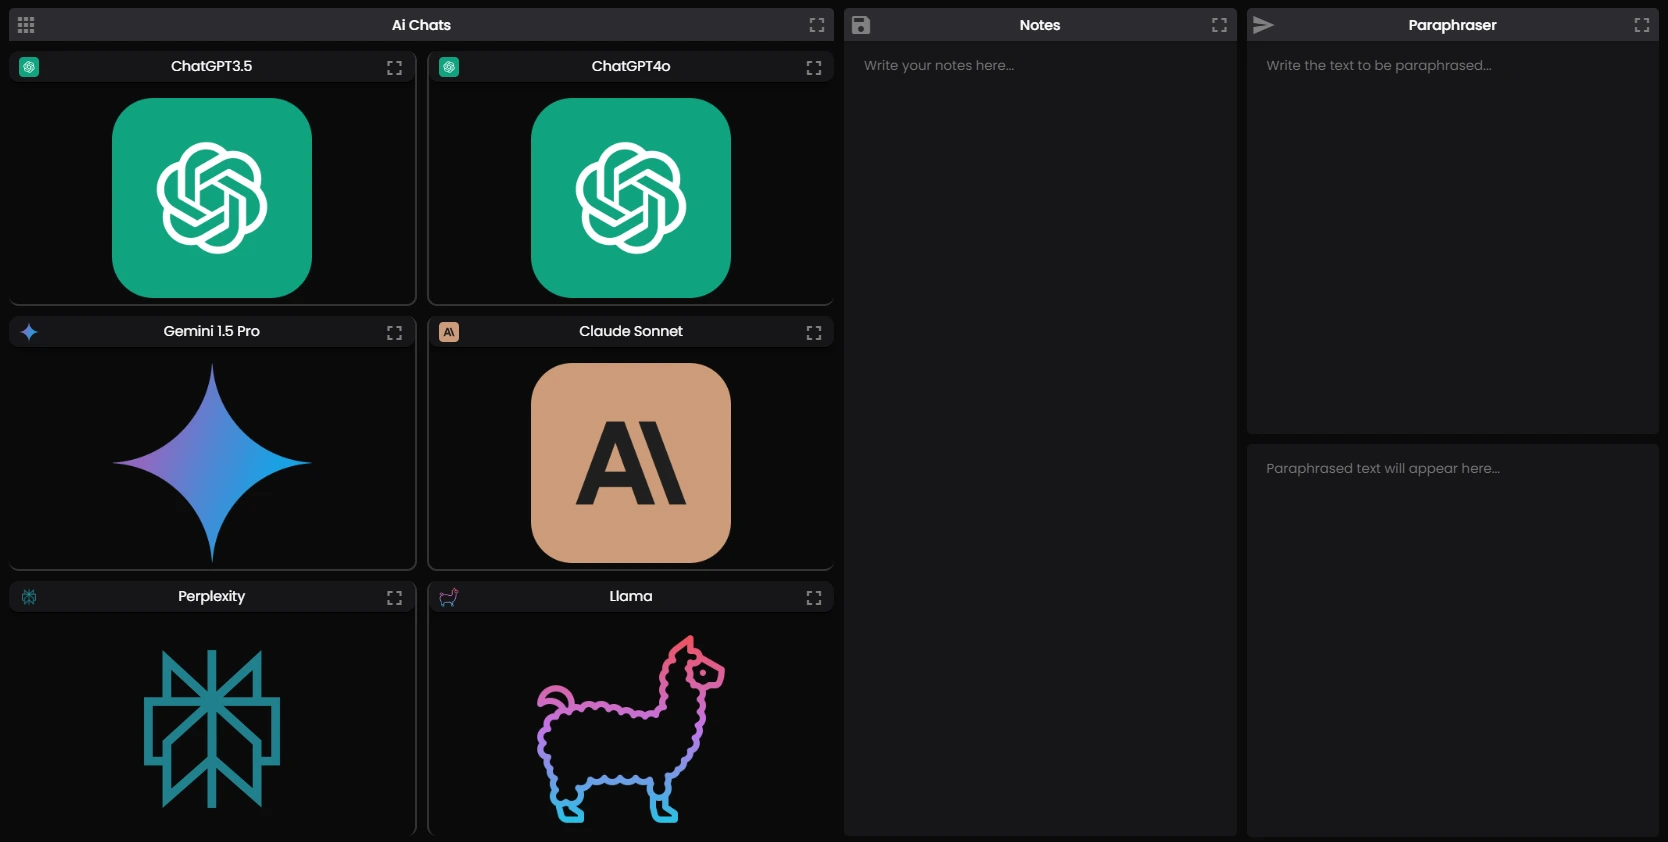 Ai Chats
ChatGPT3.5
ChatGPT4o
Gemini 1.5 Pro
Claude Sonnet
AI
AI
Perplexity
Llama
Notes
Write your notes here...
Paraphraser
Write the text to be paraphrased...
Paraphrased text will appear here...